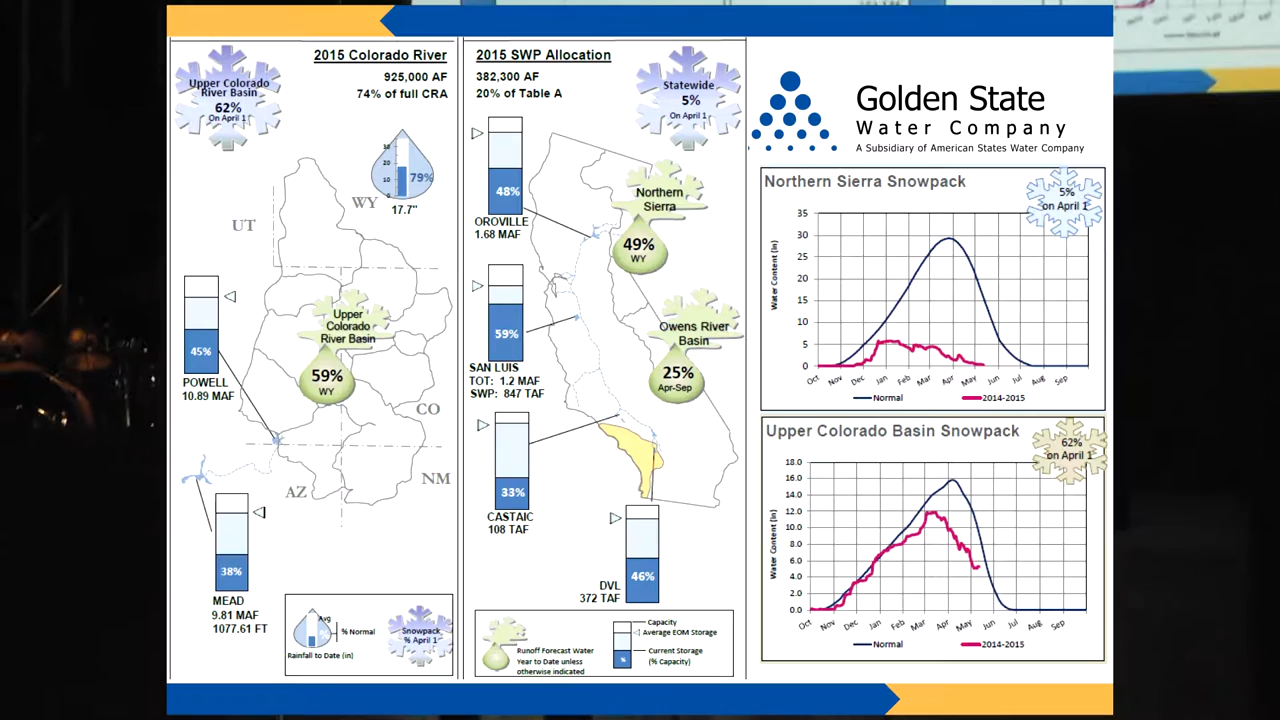 2015 Colorado River
925,000 AF
74% of full CRA
Upper Colorado
River Basin
62%
On April 1
30
20
10
0
79%
17.7"
UT
WY
CO
AZ
NM
45%
POWELL
10.89 MAF
Upper
Colorado
River Basin
59%
WY
38%
MEAD
9.81 MAF
1077.61 FT
Avg
% Normal
Rainfall to Date (in)
Snowpack
% April 1
2015 SWP Allocation
382,300 AF
20% of Table A
Statewide
5%
On April 1
48%
OROVILLE
1.68 MAF
Northern
Sierra
49%
WY
59%
SAN LUIS
TOT: 1.2 MAF
SWP: 847 TAF
Owens River
Basin
25%
Apr-Sep
33%
CASTAIC
108 TAF
46%
DVL
372 TAF
Runoff Forecast Water
Year to Date unless
otherwise indicated
Capacity
Average EOM Storage
%
Current Storage
(% Capacity)
Golden State
Water Company
A Subsidiary of American States Water Company
Northern Sierra Snowpack
5%
on April 1
Water Content (in)
35
30
25
20
15
10
5
0
Oct Nov Dec Jan Feb Mar Apr May Jun Jul Aug Sep
Normal 2014-2015
Upper Colorado Basin Snowpack
62%
on April 1
Water Content (in)
18.0
16.0
14.0
12.0
10.0
8.0
6.0
4.0
2.0
0.0
Oct Nov Dec Jan Feb Mar Apr May Jun Jul Aug Sep
Normal 2014-2015